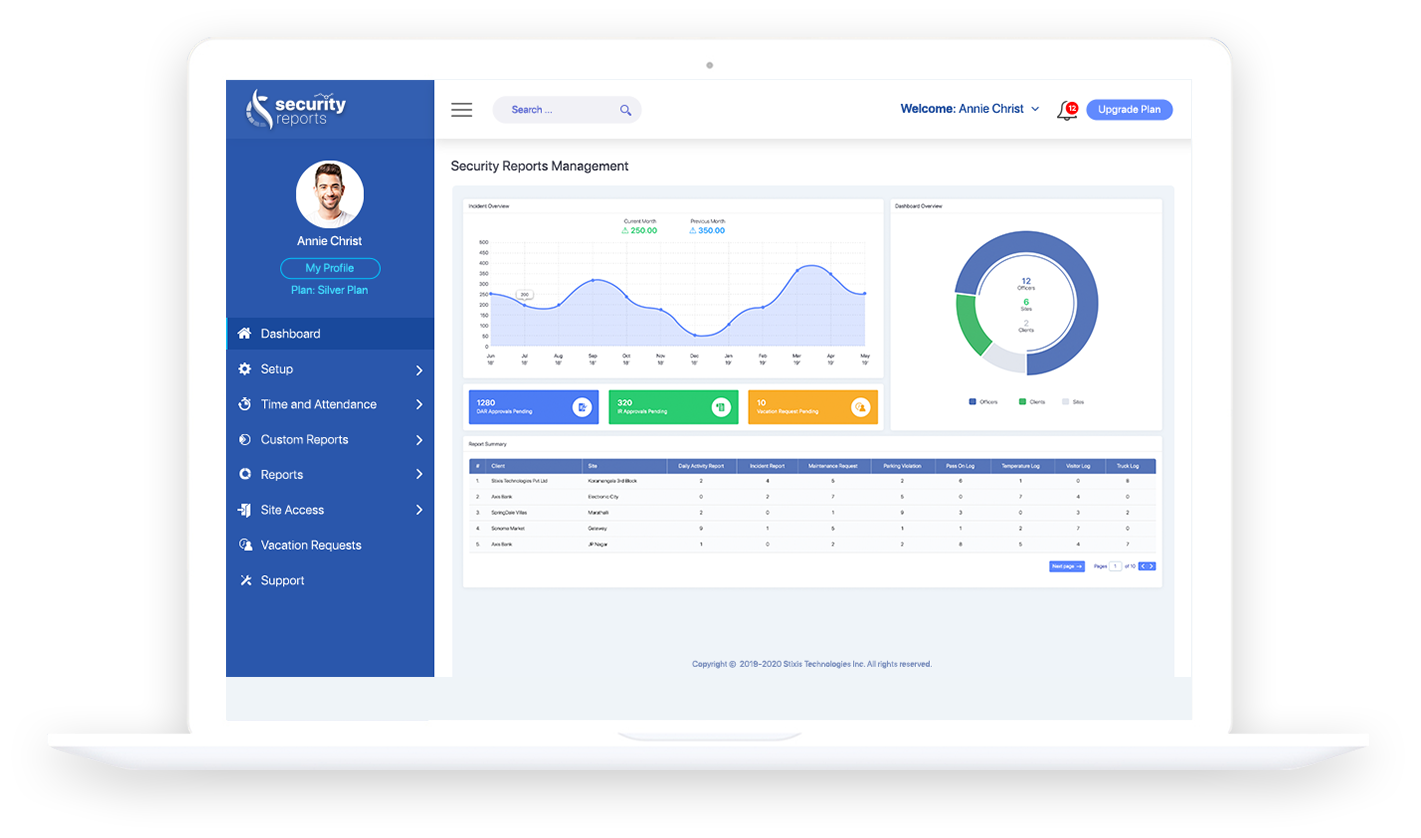 security
reports
Search ...
Welcome: Annie Christ
12
Upgrade Plan
Annie Christ
My Profile
Plan: Silver Plan
Dashboard
Setup
Time and Attendance
Custom Reports
Reports
Site Access
Vacation Requests
Support
Security Reports Management
Incident Overview
Current Month
250.00
Previous Month
350.00
500
450
400
350
300
250
200
150
100
50
0
200
Jun Jul Aug Sep Oct Nov Dec Jan Feb Mar Apr May
18' 18' 18' 18' 18' 18' 18' 19' 19' 19' 19' 19'
Dashboard Overview
12
Officers
6
Sites
2
Clients
Officers Clients Sites
1280
DAR Approvals Pending
320
IR Approvals Pending
10
Vacation Request Pending
Report Summary
# Client Site Daily Activity Report Incident Report Maintenance Request Parking Violation Pass On Log Temperature Log Visitor Log Truck Log
1. Stixis Technologies Pvt Ltd Koramangala 3rd Block 2 4 5 2 6 1 0 8
2 Axis Bank Electronic City 0 2 7 5 0 7 4 0
3 SpringDale Villas Marathalli 2 0 1 9 3 0 3 2
4 Sonoma Market Getaway 9 1 5 1 1 2 7 0
5. Axis Bank JP Nagar 1 0 2 2 8 5 4 7
Next page → Pages 1 of 10
Copyright © 2018-2020 Stixis Technologies Inc. All rights reserved.